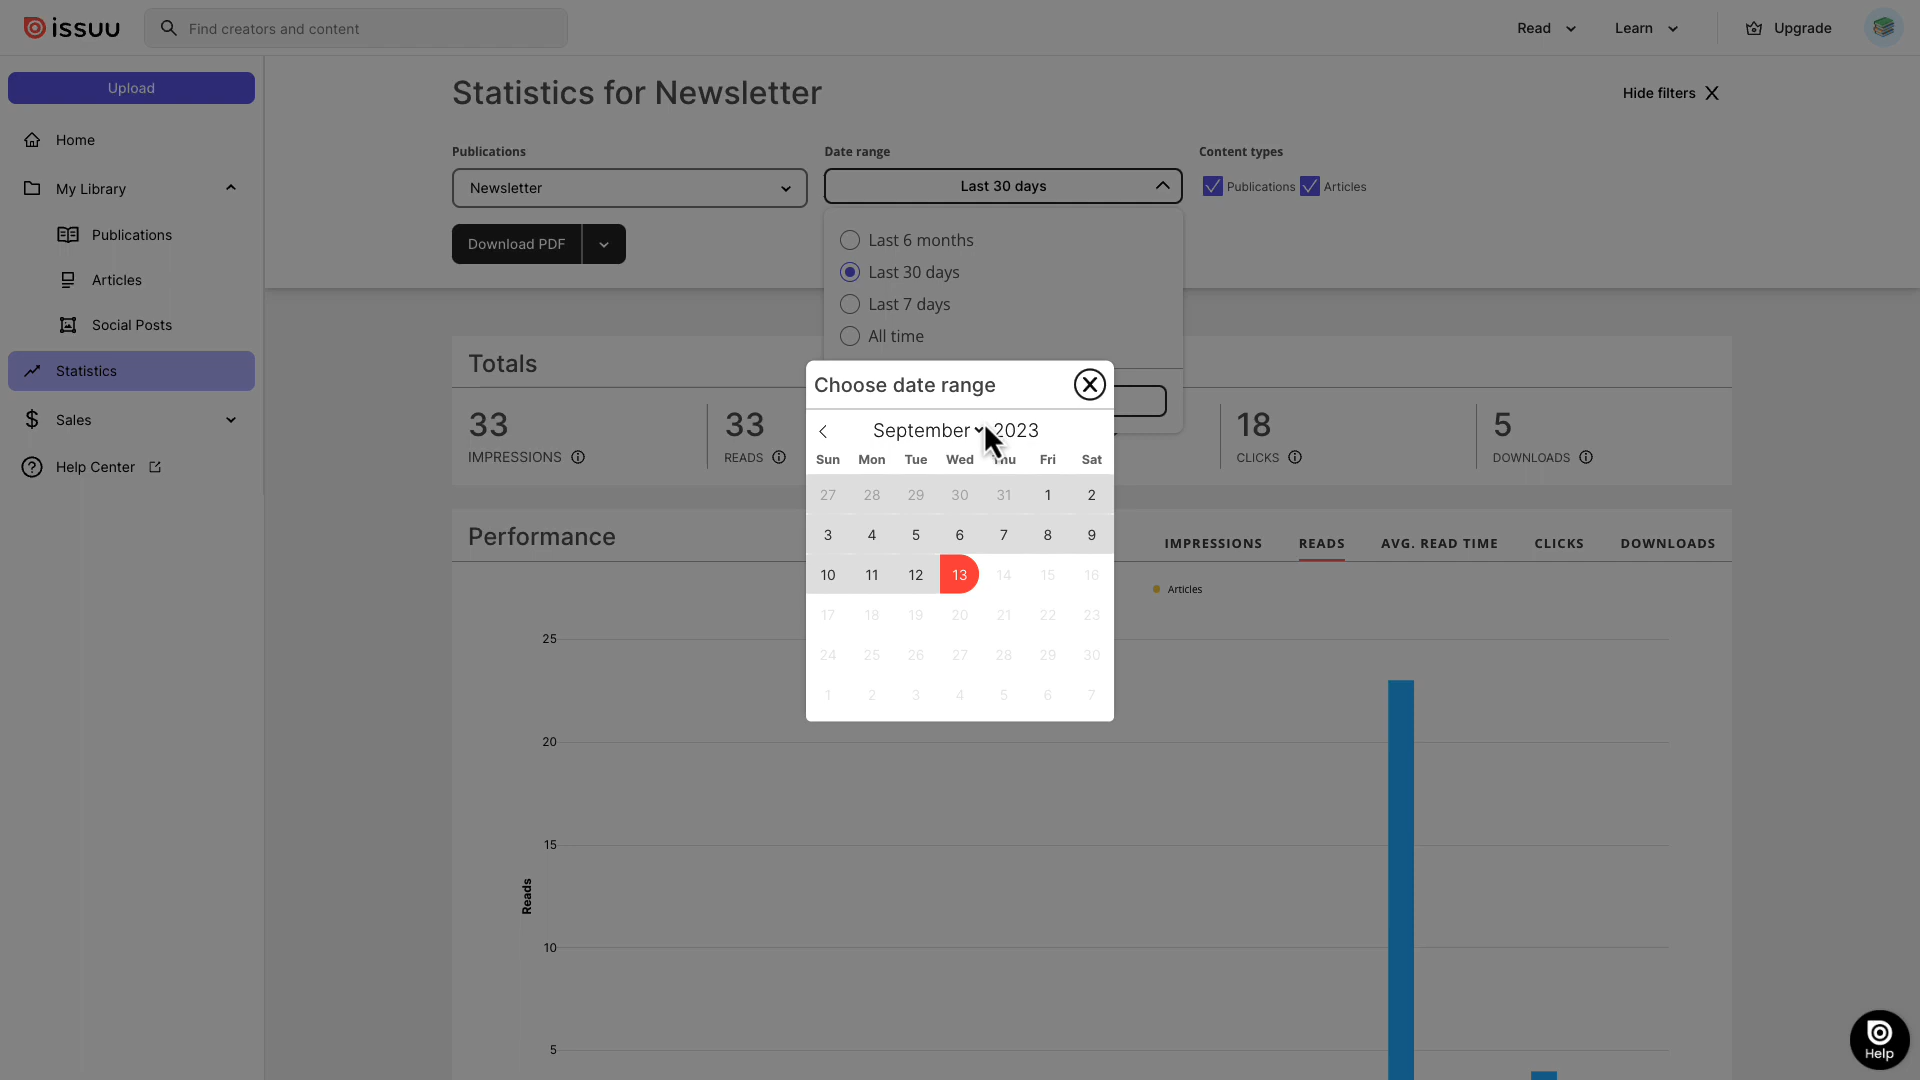 issuu
Find creators and content
Read
Learn
Upgrade
Upload
Home
My Library
Publications
Articles
Social Posts
Statistics
Sales
Help Center
Statistics for Newsletter
Hide filters
Publications
Date range
Content types
Newsletter
Last 30 days
Publications
Articles
Download PDF
Last 6 months
Last 30 days
Last 7 days
All time
Totals
33
IMPRESSIONS
33
READS
18
CLICKS
5
DOWNLOADS
Choose date range
September 2023
Sun Mon Tue Wed Thu Fri Sat
27 28 29 30 31 1 2
3 4 5 6 7 8 9
10 11 12 13 14 15 16
17 18 19 20 21 22 23
24 25 26 27 28 29 30
1 2 3 4 5 6 7
Performance
IMPRESSIONS
READS
AVG. READ TIME
CLICKS
DOWNLOADS
Articles
25
20
15
10
5
Reads
Help